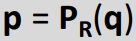 p = P_R(q)